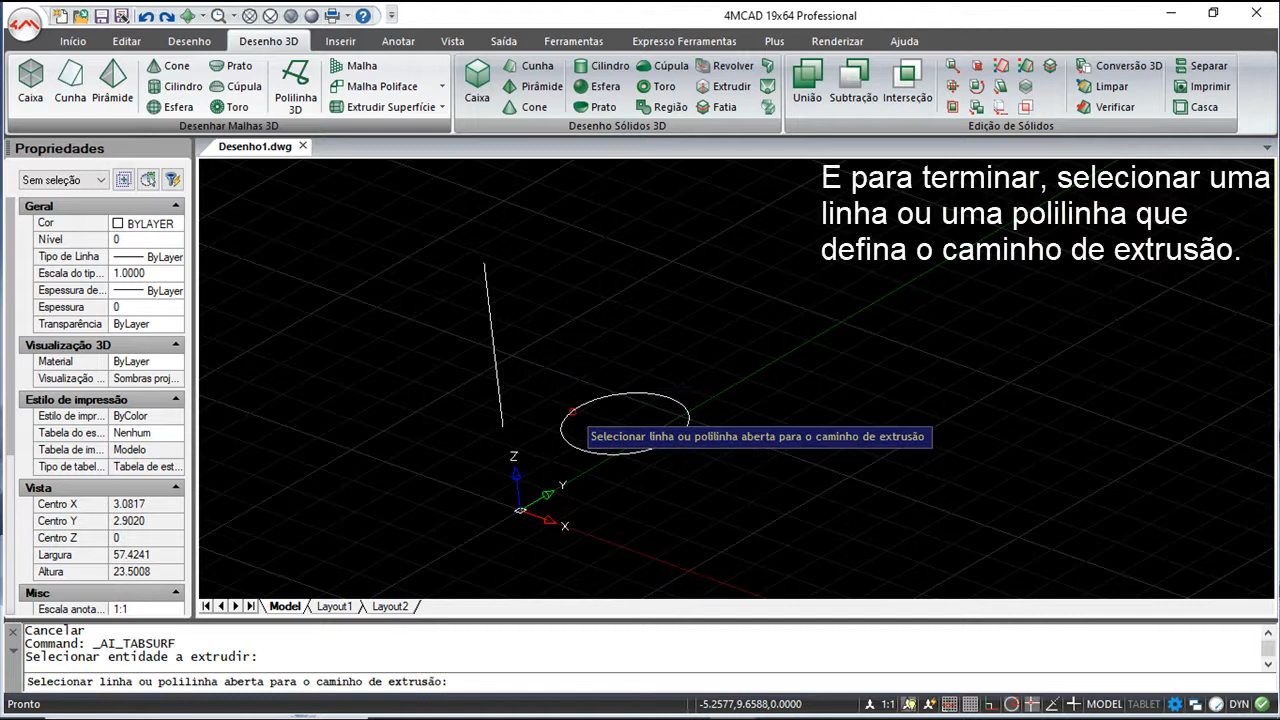 4MCAD 19x64 Professional
Início Editar Desenho Desenho 3D Inserir Anotar Vista Saída Ferramentas Expresso Ferramentas Plus Renderizar Ajuda
Caixa Cunha Pirâmide
Cone Prato
Cilindro Cúpula
Esfera Toro
Polilinha 3D
Malha
Malha Poliface
Extrudir Superfície
Desenhar Malhas 3D
Caixa
Cunha Cilindro Cúpula Revolver
Pirâmide Esfera Toro Extrudir
Cone Prato Região Fatia
Desenho Sólidos 3D
União Subtração Interseção
Conversão 3D Separar
Limpar Imprimir
Verificar Casca
Edição de Sólidos
Propriedades
Desenho1.dwg
Sem seleção
Geral
Cor BYLAYER
Nível 0
Tipo de Linha ByLayer
Escala do tip... 1.0000
Espessura de... ByLayer
Espessura 0
Transparência ByLayer
Visualização 3D
Material ByLayer
Visualização ... Sombras proj...
Estilo de impressão
Estilo de impr... ByColor
Tabela do es... Nenhum
Tabela de im... Modelo
Tipo de tabel... Tabela de est...
Vista
Centro X 3.0817
Centro Y 2.9020
Centro Z 0
Largura 57.4241
Altura 23.5008
Misc
Escala anota... 1:1
E para terminar, selecionar uma
linha ou uma polilinha que
defina o caminho de extrusão.
Selecionar linha ou polilinha aberta para o caminho de extrusão
Z
Y
X
Model Layout1 Layout2
Cancelar
Command: _AI_TABSURF
Selecionar entidade a extrudir:
Selecionar linha ou polilinha aberta para o caminho de extrusão:
Pronto
-5.2577,9.6588,0.0000
1:1
MODEL TABLET
DYN